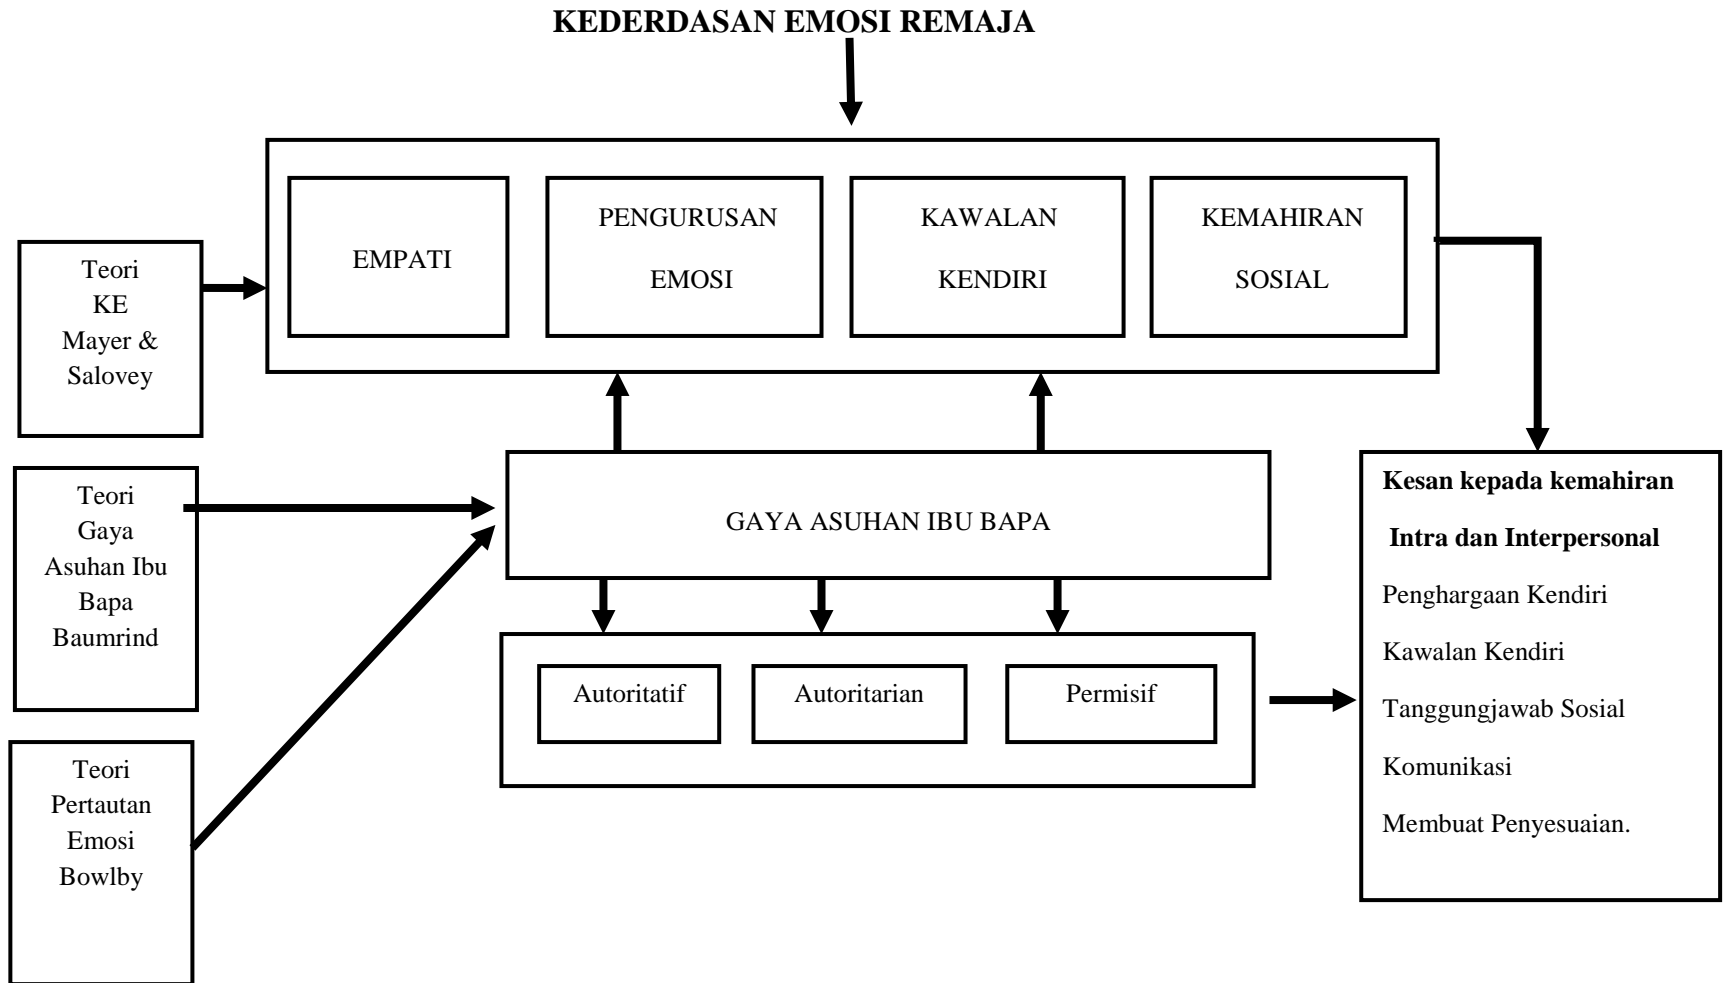 KEDERDASAN EMOSI REMAJA
EMPATI
PENGURUSAN
EMOSI
KAWALAN
KENDIRI
KEMAHIRAN
SOSIAL
Teori
KE
Mayer &
Salovey
Teori
Gaya
Asuhan Ibu
Bapa
Baumrind
Teori
Pertautan
Emosi
Bowlby
GAYA ASUHAN IBU BAPA
Autoritatif
Autoritarian
Permisif
Kesan kepada kemahiran
Intra dan Interpersonal
Penghargaan Kendiri
Kawalan Kendiri
Tanggungjawab Sosial
Komunikasi
Membuat Penyesuaian.